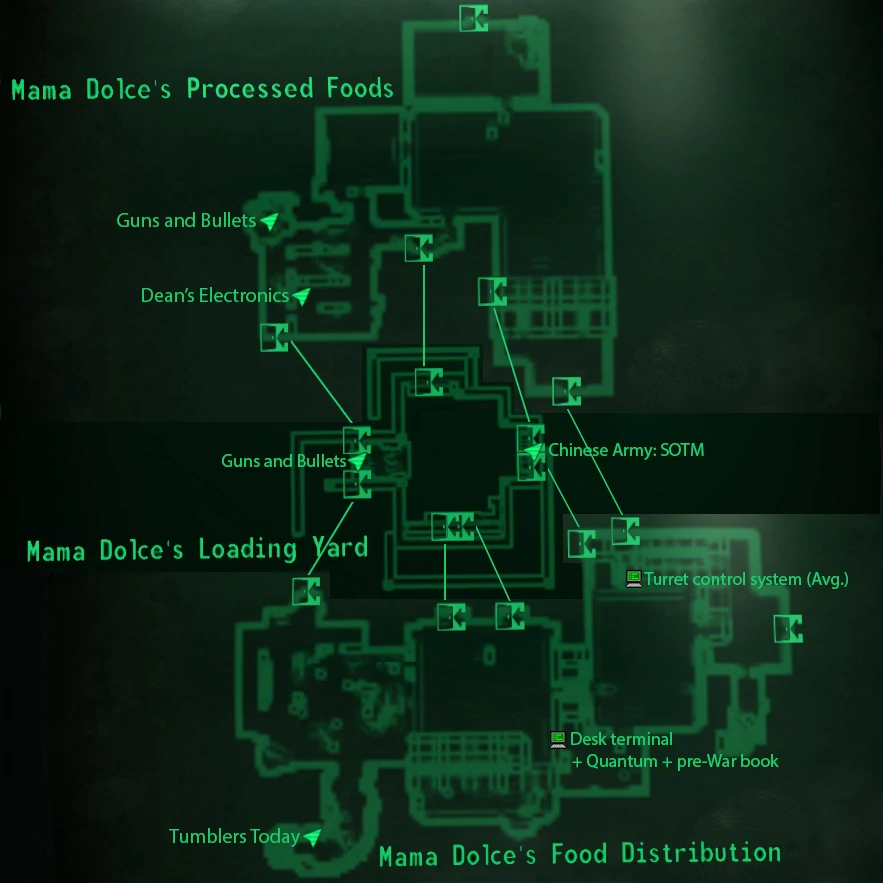 Mama Dolce's Processed Foods
Guns and Bullets
Dean's Electronics
Guns and Bullets
Chinese Army: SOTM
Mama Dolce's Loading Yard
Turret control system (Avg.)
Desk terminal
+ Quantum + pre-War book
Tumblers Today
Mama Dolce's Food Distribution